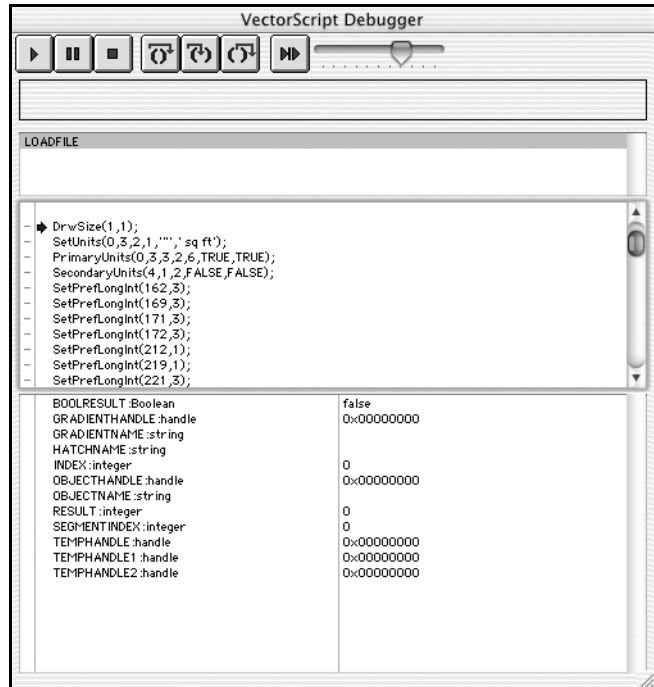 VectorScript Debugger
LOADFILE
DrwSize(1,1);
SetUnits(0,3,2,1,'"',' sq ft');
PrimaryUnits(0,3,3,2,6,TRUE,TRUE);
SecondaryUnits(4,1,2,FALSE,FALSE);
SetPrefLongInt(162,3);
SetPrefLongInt(169,3);
SetPrefLongInt(171,3);
SetPrefLongInt(172,3);
SetPrefLongInt(212,1);
SetPrefLongInt(219,1);
SetPrefLongInt(221,3);
BOOLRESULT :Boolean false
GRADIENTHANDLE :handle 0x00000000
GRADIENTNAME :string
HATCHNAME :string
INDEX :integer 0
OBJECTHANDLE :handle 0x00000000
OBJECTNAME :string
RESULT :integer 0
SEGMENTINDEX :integer 0
TEMPHANDLE :handle 0x00000000
TEMPHANDLE1 :handle 0x00000000
TEMPHANDLE2 :handle 0x00000000